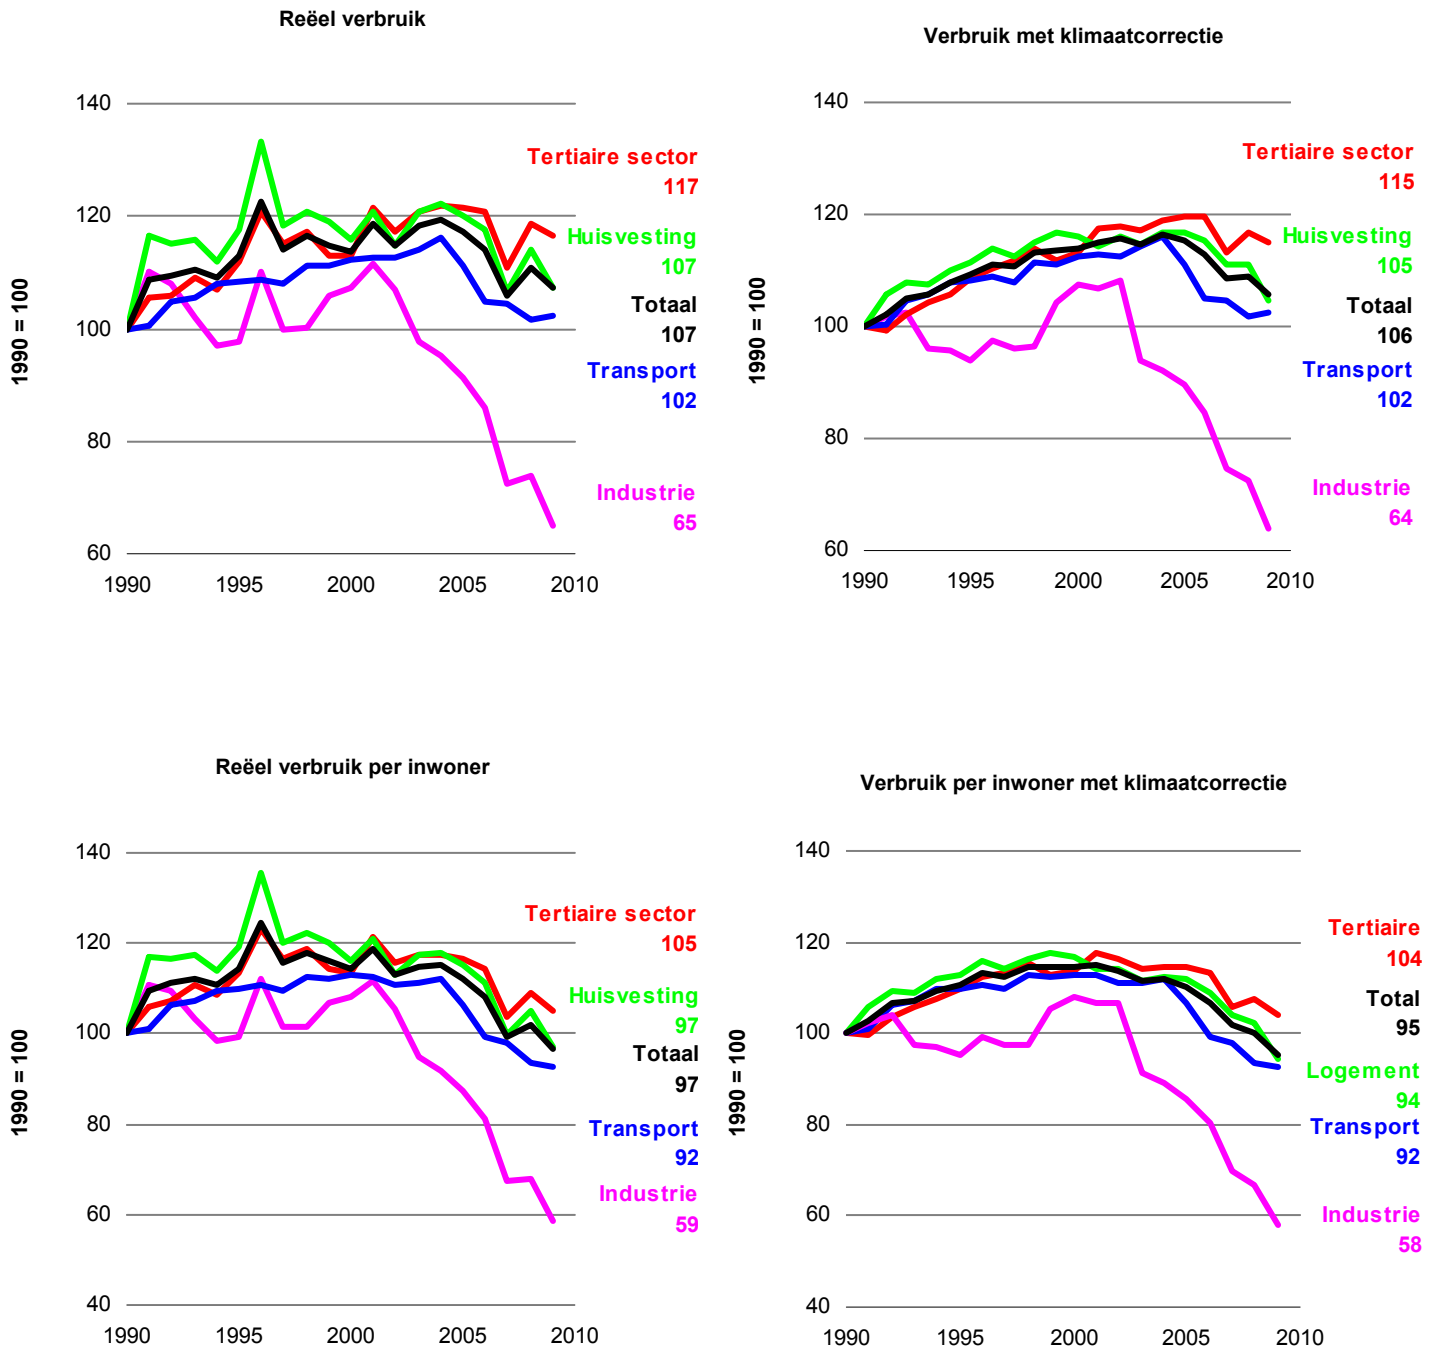 Reëel verbruik
140
120
100
80
60
1990 = 100
1990 1995 2000 2005 2010
Tertiaire sector
117
Huisvesting
107
Totaal
107
Transport
102
Industrie
65
Verbruik met klimaatcorrectie
140
120
100
80
60
1990 = 100
1990 1995 2000 2005 2010
Tertiaire sector
115
Huisvesting
105
Totaal
106
Transport
102
Industrie
64
Reëel verbruik per inwoner
140
120
100
80
60
40
1990 = 100
1990 1995 2000 2005 2010
Tertiaire sector
105
Huisvesting
97
Totaal
97
Transport
92
Industrie
59
Verbruik per inwoner met klimaatcorrectie
140
120
100
80
60
40
1990 = 100
1990 1995 2000 2005 2010
Tertiaire
104
Total
95
Logement
94
Transport
92
Industrie
58